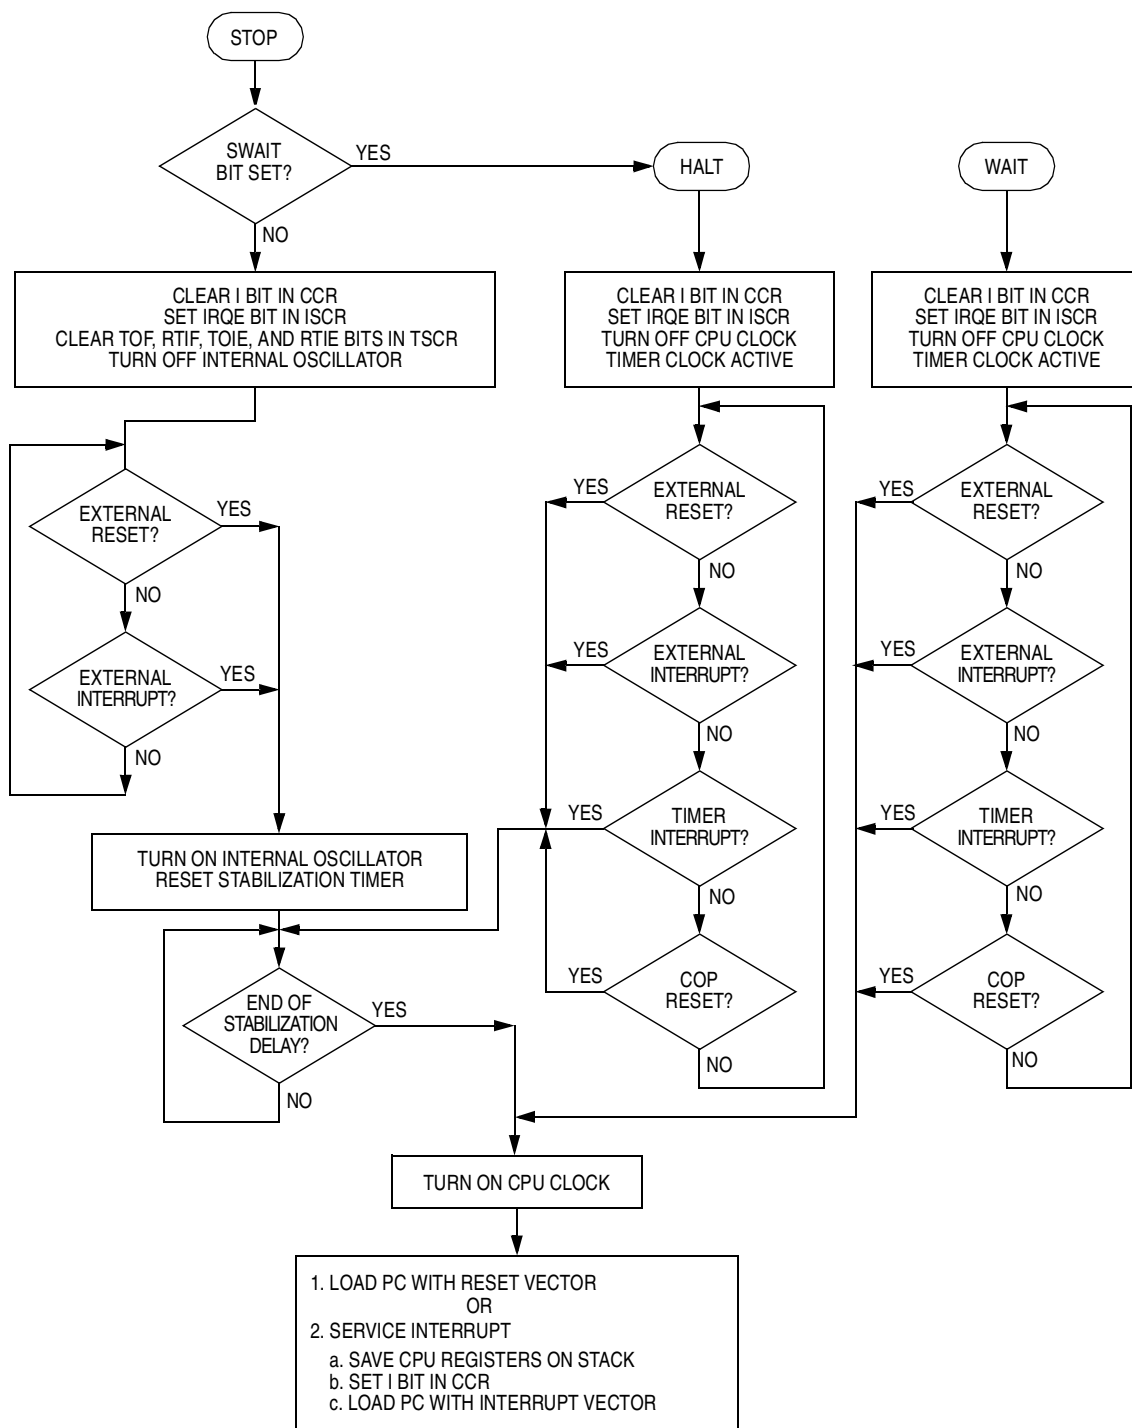 STOP
SWAIT
BIT SET?
YES
HALT
WAIT
NO
CLEAR I BIT IN CCR
SET IRQE BIT IN ISCR
CLEAR TOF, RTIF, TOIE, AND RTIE BITS IN TSCR
TURN OFF INTERNAL OSCILLATOR
CLEAR I BIT IN CCR
SET IRQE BIT IN ISCR
TURN OFF CPU CLOCK
TIMER CLOCK ACTIVE
CLEAR I BIT IN CCR
SET IRQE BIT IN ISCR
TURN OFF CPU CLOCK
TIMER CLOCK ACTIVE
EXTERNAL
RESET?
YES
NO
EXTERNAL
INTERRUPT?
YES
NO
TURN ON INTERNAL OSCILLATOR
RESET STABILIZATION TIMER
END OF
STABILIZATION
DELAY?
YES
NO
YES
EXTERNAL
RESET?
NO
YES
EXTERNAL
INTERRUPT?
NO
YES
TIMER
INTERRUPT?
NO
YES
COP
RESET?
NO
YES
EXTERNAL
RESET?
NO
YES
EXTERNAL
INTERRUPT?
NO
YES
TIMER
INTERRUPT?
NO
YES
COP
RESET?
NO
TURN ON CPU CLOCK
1. LOAD PC WITH RESET VECTOR
OR
2. SERVICE INTERRUPT
a. SAVE CPU REGISTERS ON STACK
b. SET I BIT IN CCR
c. LOAD PC WITH INTERRUPT VECTOR